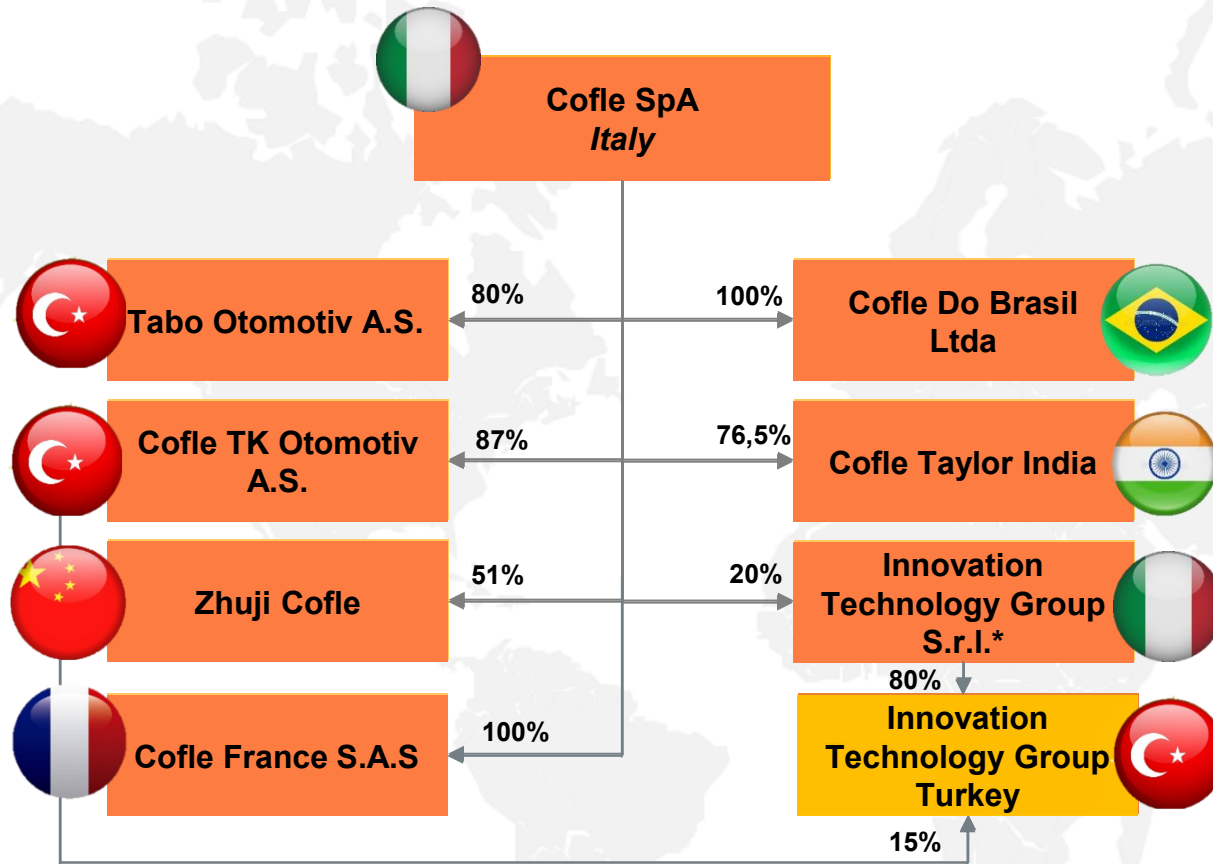 Cofle SpA
Italy
80%
100%
Tabo Otomotiv A.S.
Cofle Do Brasil
Ltda
87%
76,5%
Cofle TK Otomotiv
A.S.
Cofle Taylor India
51%
20%
Zhuji Cofle
Innovation
Technology Group
S.r.l.*
80%
100%
Cofle France S.A.S
Innovation
Technology Group
Turkey
15%